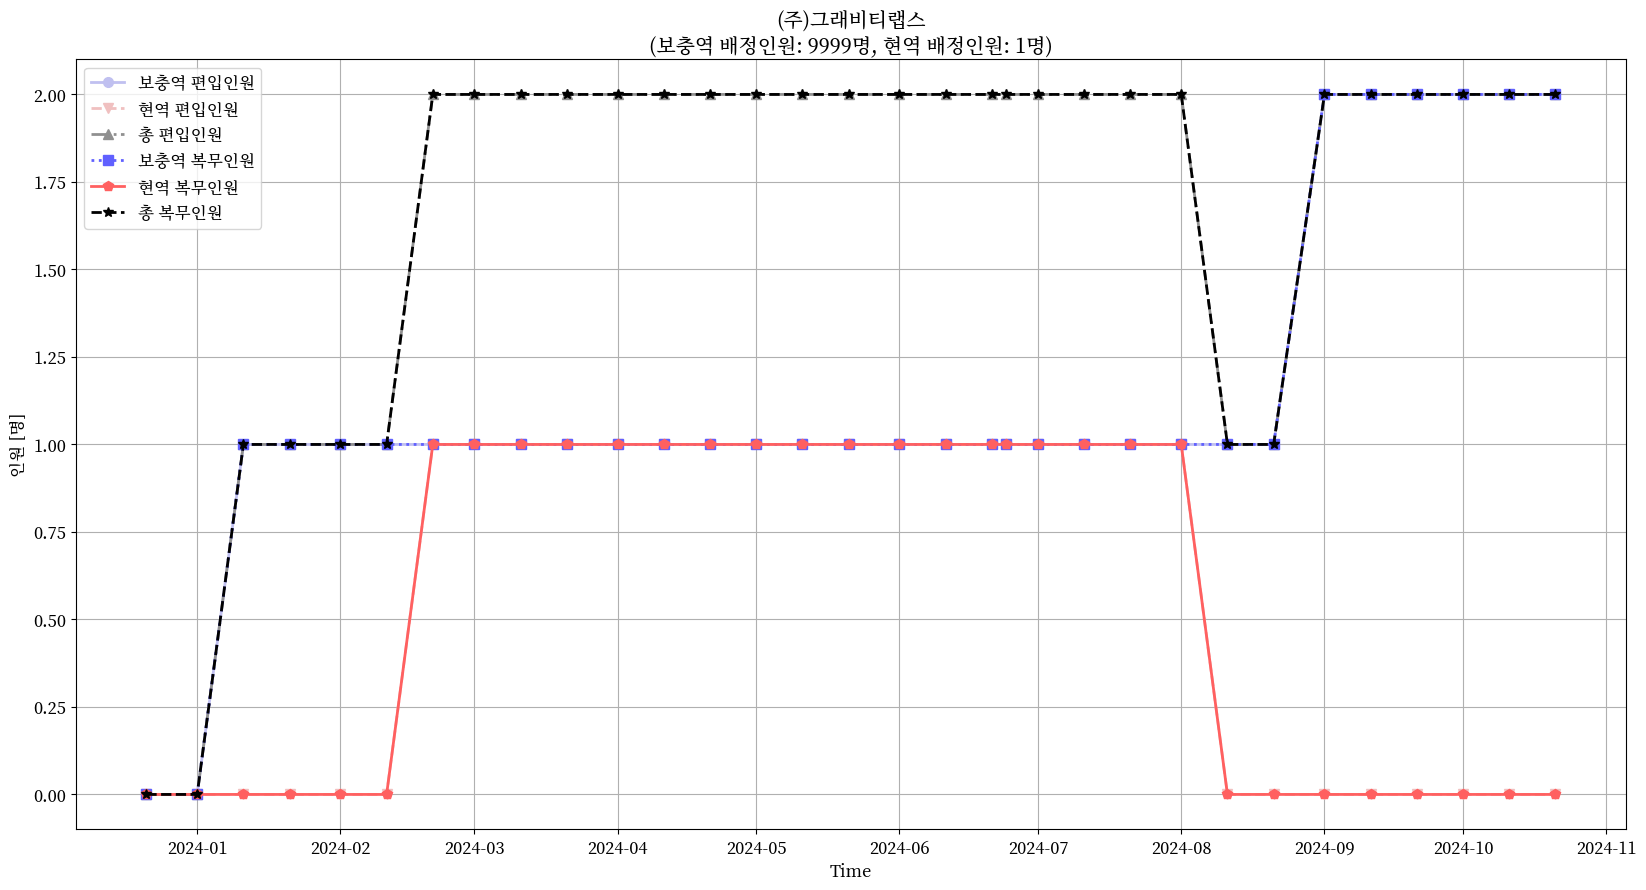 (주)그래비티랩스
(보충역 배정인원: 9999명, 현역 배정인원: 1명)
보충역 편입인원
현역 편입인원
총 편입인원
보충역 복무인원
현역 복무인원
총 복무인원
2.00
1.75
1.50
1.25
1.00
0.75
0.50
0.25
0.00
인원 [명]
2024-01
2024-02
2024-03
2024-04
2024-05
2024-06
2024-07
2024-08
2024-09
2024-10
2024-11
Time